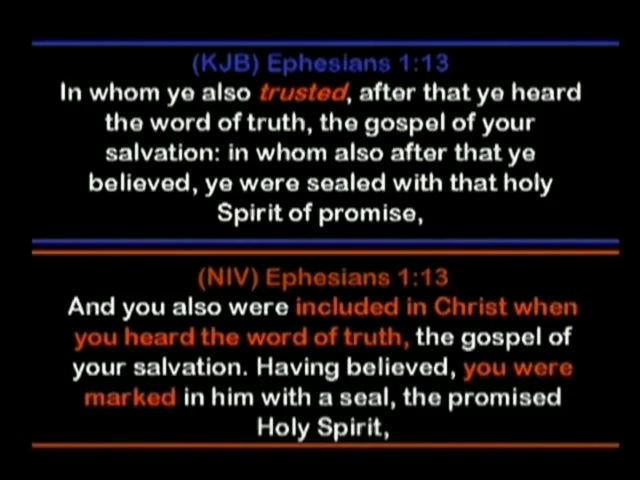 (KJB) Ephesians 1:13
In whom ye also trusted, after that ye heard
the word of truth, the gospel of your
salvation: in whom also after that ye
believed, ye were sealed with that holy
Spirit of promise,
(NIV) Ephesians 1:13
And you also were included in Christ when
you heard the word of truth, the gospel of
your salvation. Having believed, you were
marked in him with a seal, the promised
Holy Spirit,